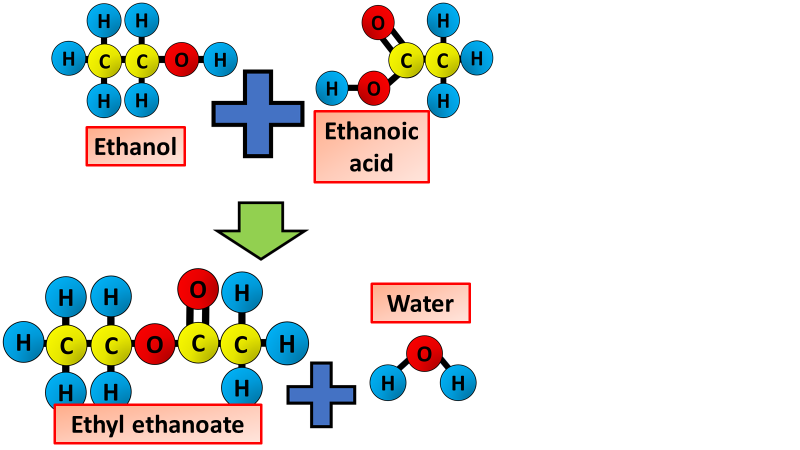 H H H H
H C C O H O C C H
H H H O H
Ethanol
Ethanoic
acid
H H O H
Water
H C C O C C H
O
H H H H H
Ethyl ethanoate